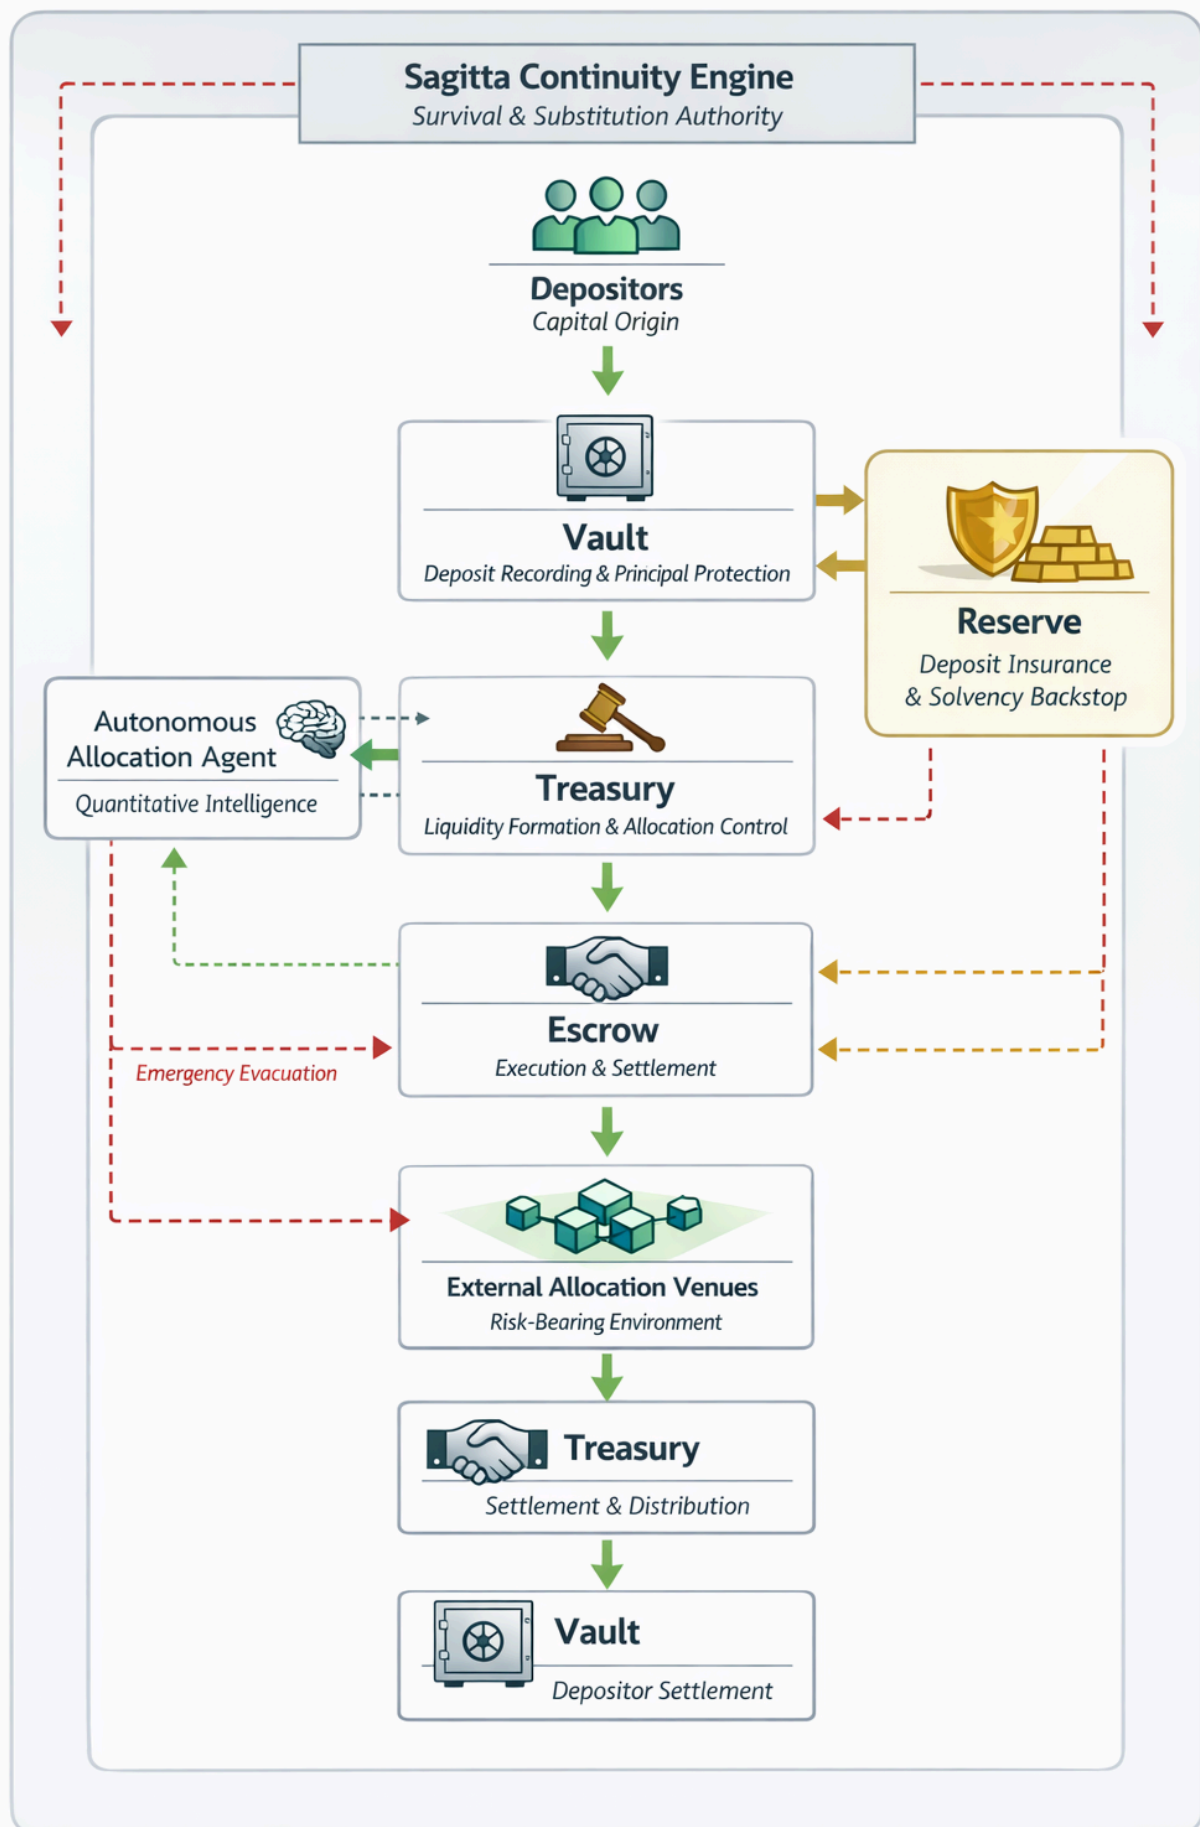 Sagitta Continuity Engine
Survival & Substitution Authority
Depositors
Capital Origin
Vault
Deposit Recording & Principal Protection
Reserve
Deposit Insurance
& Solvency Backstop
Autonomous
Allocation Agent
Quantitative Intelligence
Treasury
Liquidity Formation & Allocation Control
Escrow
Execution & Settlement
Emergency Evacuation
External Allocation Venues
Risk-Bearing Environment
Treasury
Settlement & Distribution
Vault
Depositor Settlement